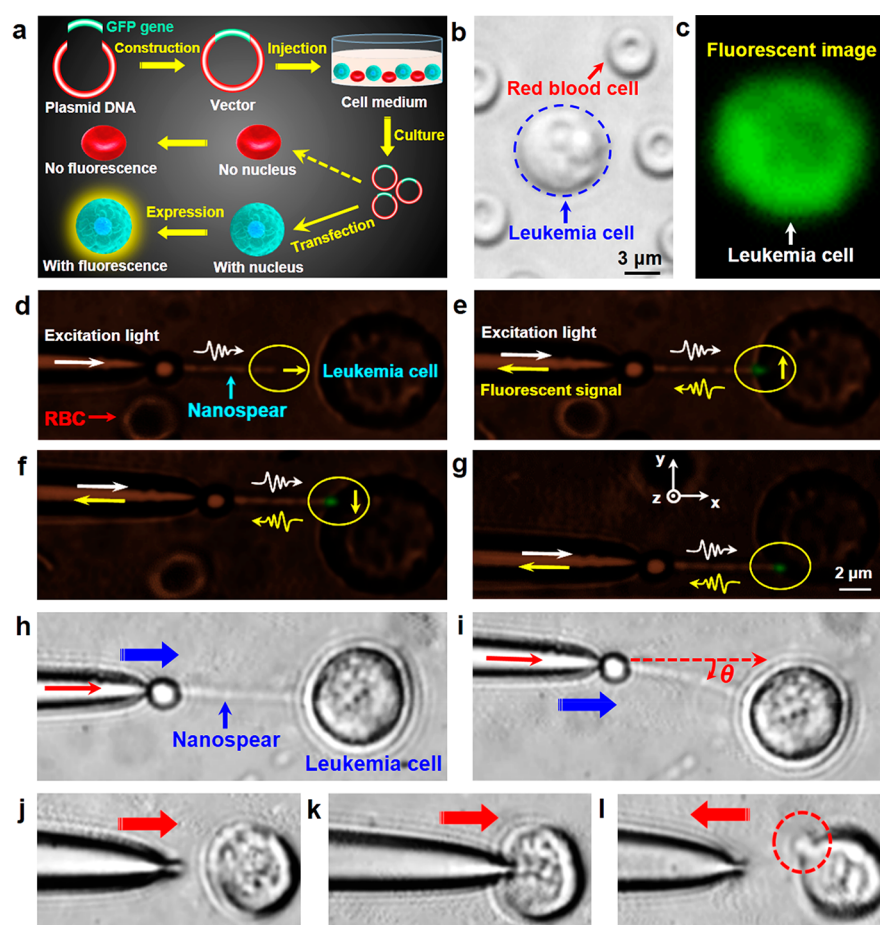 a
GFP gene
Construction
Injection
Plasmid DNA
Vector
Cell medium
Culture
No fluorescence
No nucleus
Expression
Transfection
With fluorescence
With nucleus
b
Red blood cell
Leukemia cell
3 μm
c
Fluorescent image
Leukemia cell
d
Excitation light
Leukemia cell
Nanospear
RBC
e
Excitation light
Fluorescent signal
f
g
y
z
x
2 μm
h
Nanospear
Leukemia cell
i
θ
j
k
l